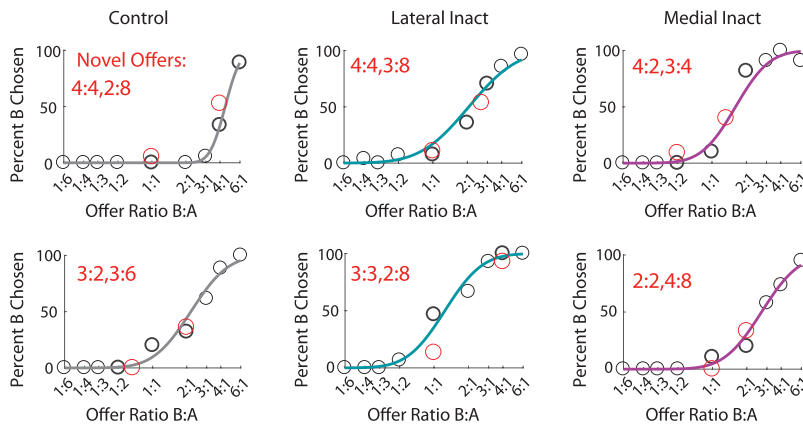 Control
Lateral Inact
Medial Inact
Percent B Chosen
100
50
0
Novel Offers:
4:4,2:8
1:6 1:4 1:3 1:2 1:1 2:1 3:1 4:1 6:1
Offer Ratio B:A
Percent B Chosen
100
50
0
4:4,3:8
1:6 1:4 1:3 1:2 1:1 2:1 3:1 4:1 6:1
Offer Ratio B:A
Percent B Chosen
100
50
0
4:2,3:4
1:6 1:4 1:3 1:2 1:1 2:1 3:1 4:1 6:1
Offer Ratio B:A
Percent B Chosen
100
50
0
3:2,3:6
1:6 1:4 1:3 1:2 1:1 2:1 3:1 4:1 6:1
Offer Ratio B:A
Percent B Chosen
100
50
0
3:3,2:8
1:6 1:4 1:3 1:2 1:1 2:1 3:1 4:1 6:1
Offer Ratio B:A
Percent B Chosen
100
50
0
2:2,4:8
1:6 1:4 1:3 1:2 1:1 2:1 3:1 4:1 6:1
Offer Ratio B:A